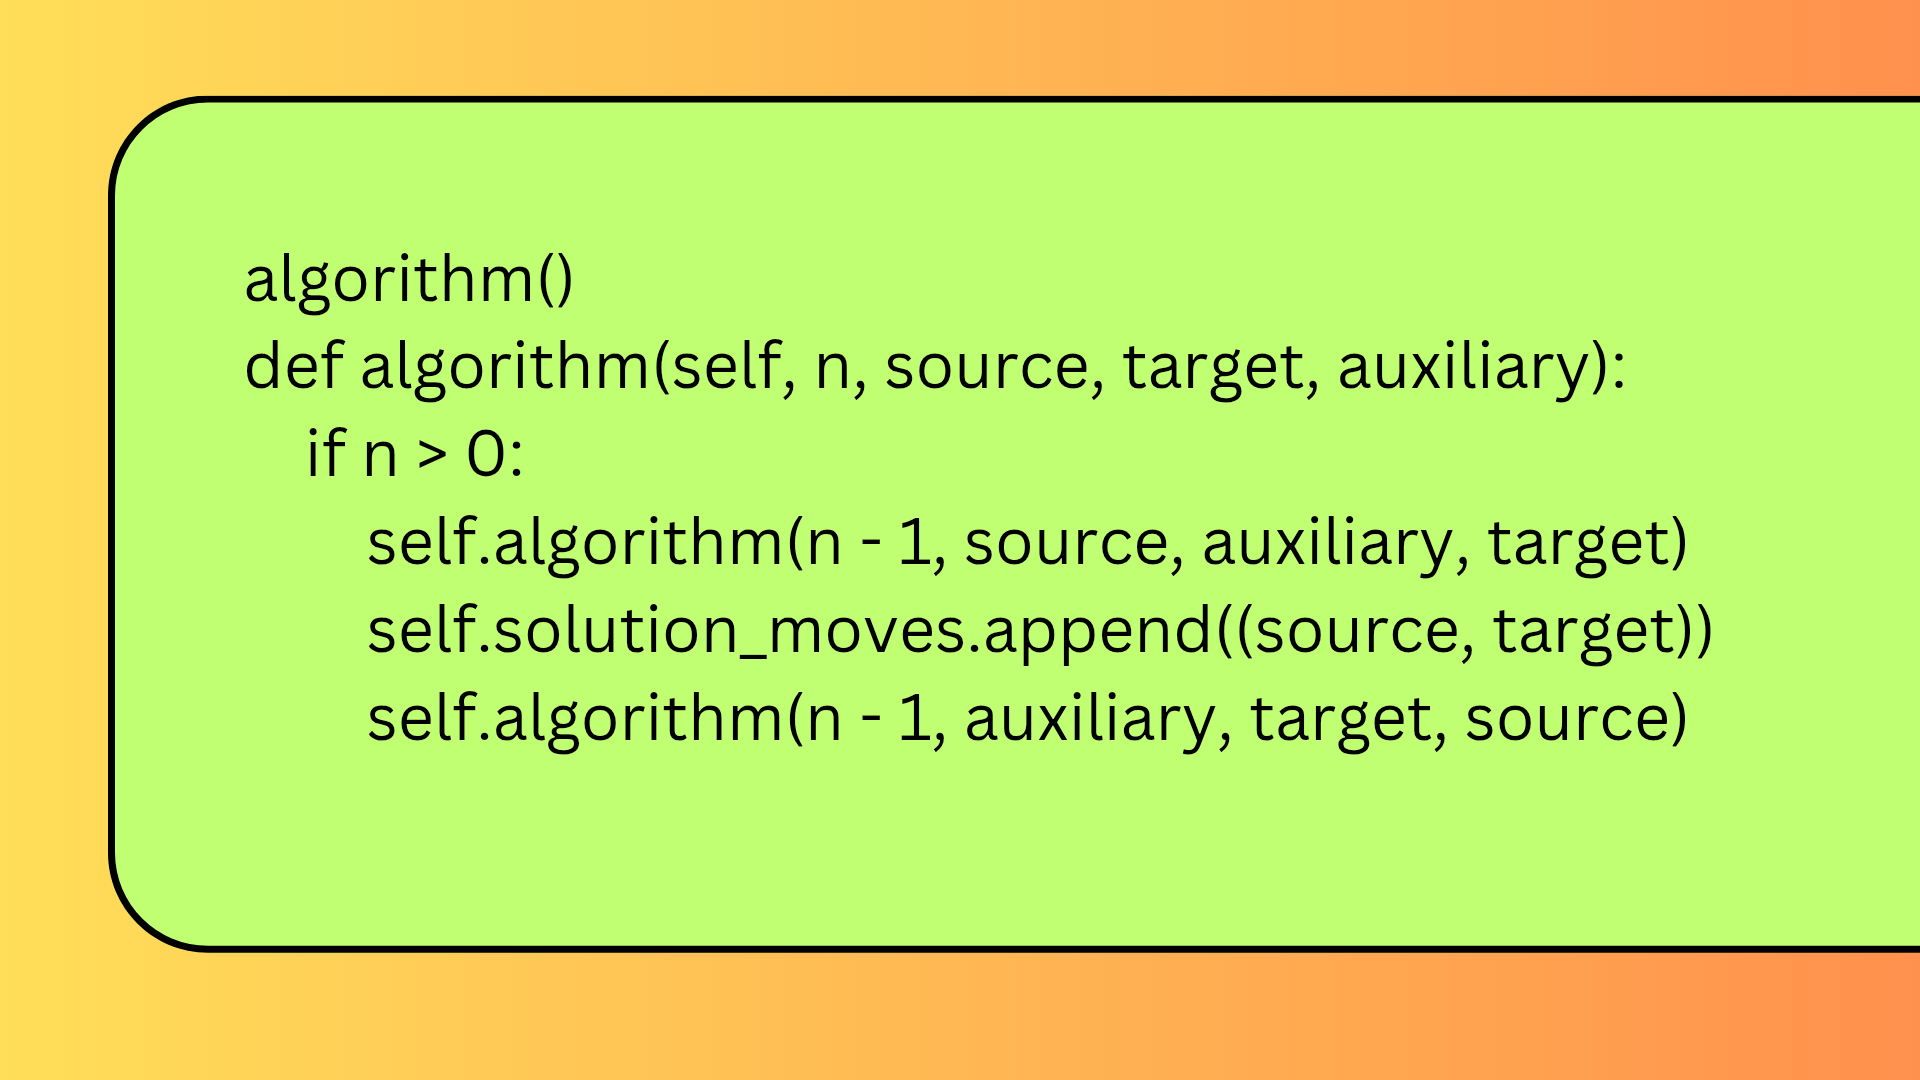 algorithm()
def algorithm(self, n, source, target, auxiliary):
    if n > 0:
        self.algorithm(n - 1, source, auxiliary, target)
        self.solution_moves.append((source, target))
        self.algorithm(n - 1, auxiliary, target, source)